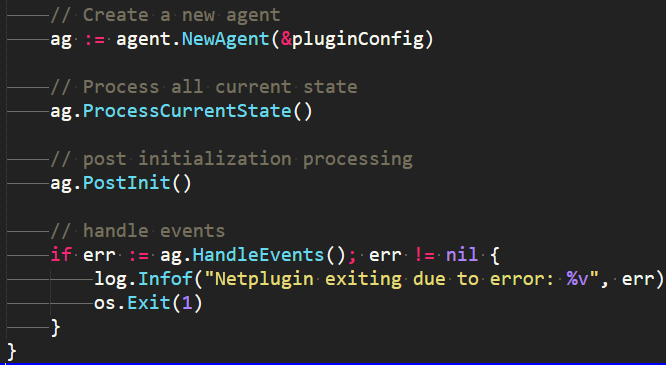 // Create a new agent
ag := agent.NewAgent(&pluginConfig)
// Process all current state
ag.ProcessCurrentState()
// post initialization processing
ag.PostInit()
// handle events
if err := ag.HandleEvents(); err != nil {
log.Infof("Netplugin exiting due to error: %v", err)
os.Exit(1)
}
}